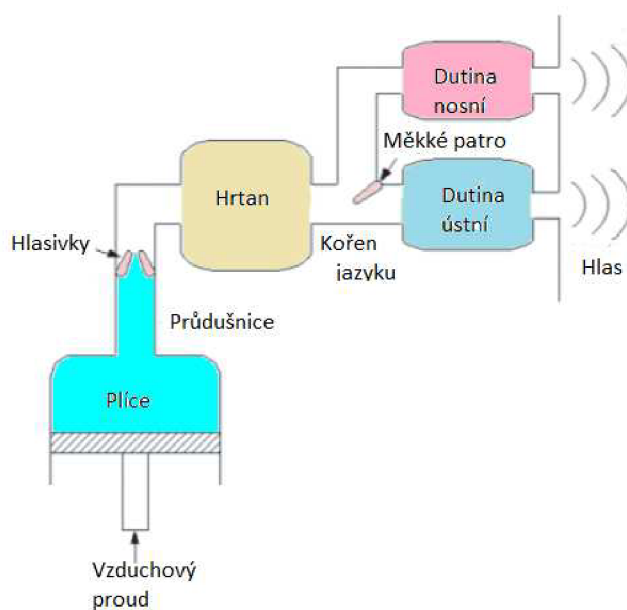 Dutina
nosní
Měkké patro
Hrtan
Dutina
ústní
Hlasivky
Kořen
jazyku
Hlas
Průdušnice
Plíce
Vzduchový
proud